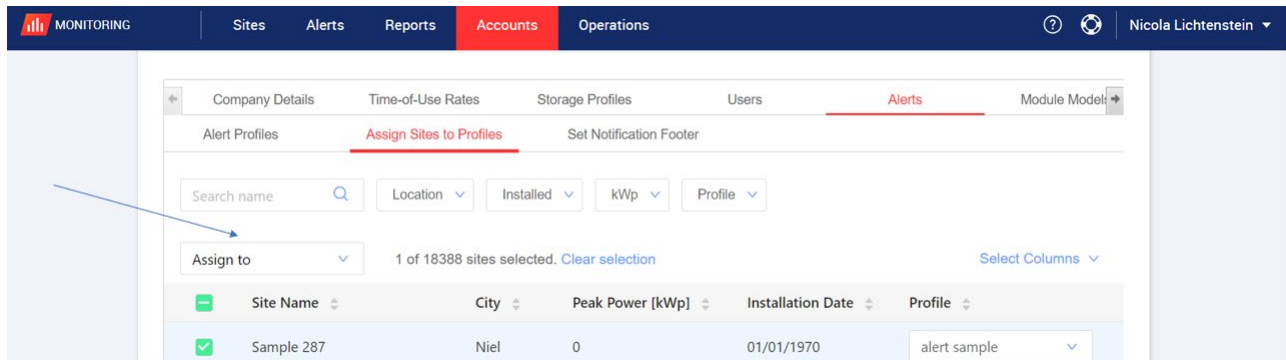 MONITORING Sites Alerts Reports Accounts Operations ? Nicola Lichtenstein
Company Details Time-of-Use Rates Storage Profiles Users Alerts Module Models
Alert Profiles Assign Sites to Profiles Set Notification Footer
Search name Location Installed kWp Profile
Assign to 1 of 18388 sites selected. Clear selection Select Columns
Site Name City Peak Power [kWp] Installation Date Profile
Sample 287 Niel 0 01/01/1970 alert sample